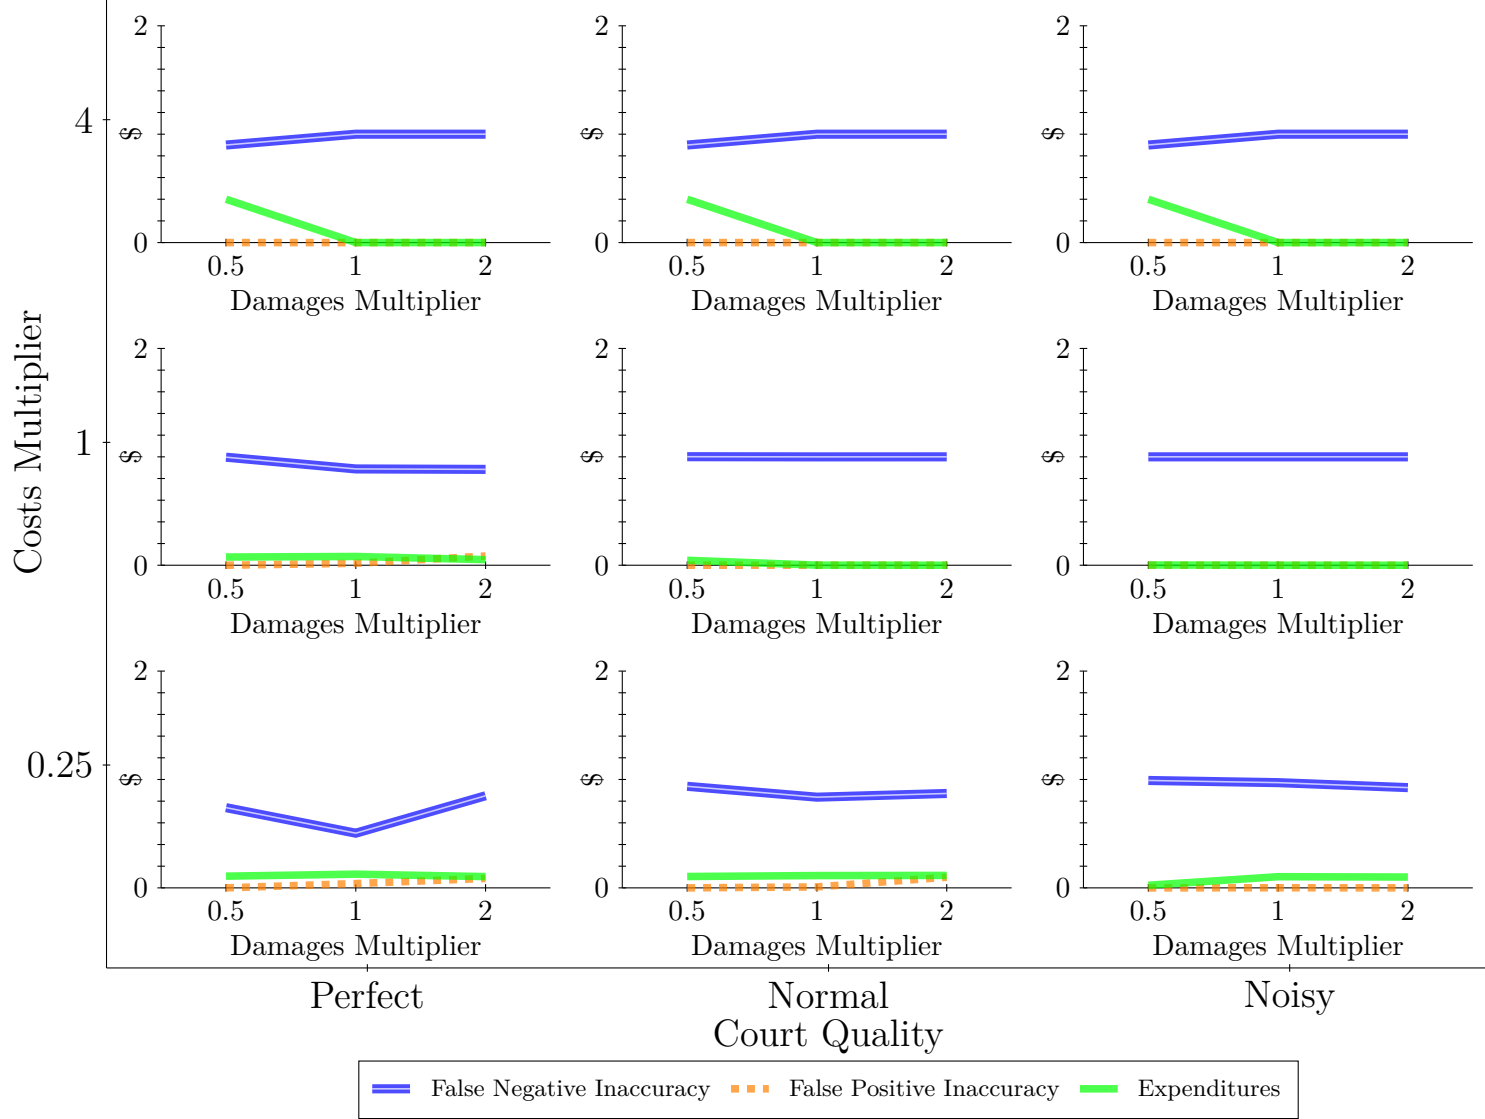 Costs Multiplier
4
2
$
0
0.5 1 2
Damages Multiplier
2
$
0
0.5 1 2
Damages Multiplier
2
$
0
0.5 1 2
Damages Multiplier
1
2
$
0
0.5 1 2
Damages Multiplier
2
$
0
0.5 1 2
Damages Multiplier
2
$
0
0.5 1 2
Damages Multiplier
0.25
2
$
0
0.5 1 2
Damages Multiplier
2
$
0
0.5 1 2
Damages Multiplier
2
$
0
0.5 1 2
Damages Multiplier
Perfect Normal Noisy
Court Quality
False Negative Inaccuracy False Positive Inaccuracy Expenditures